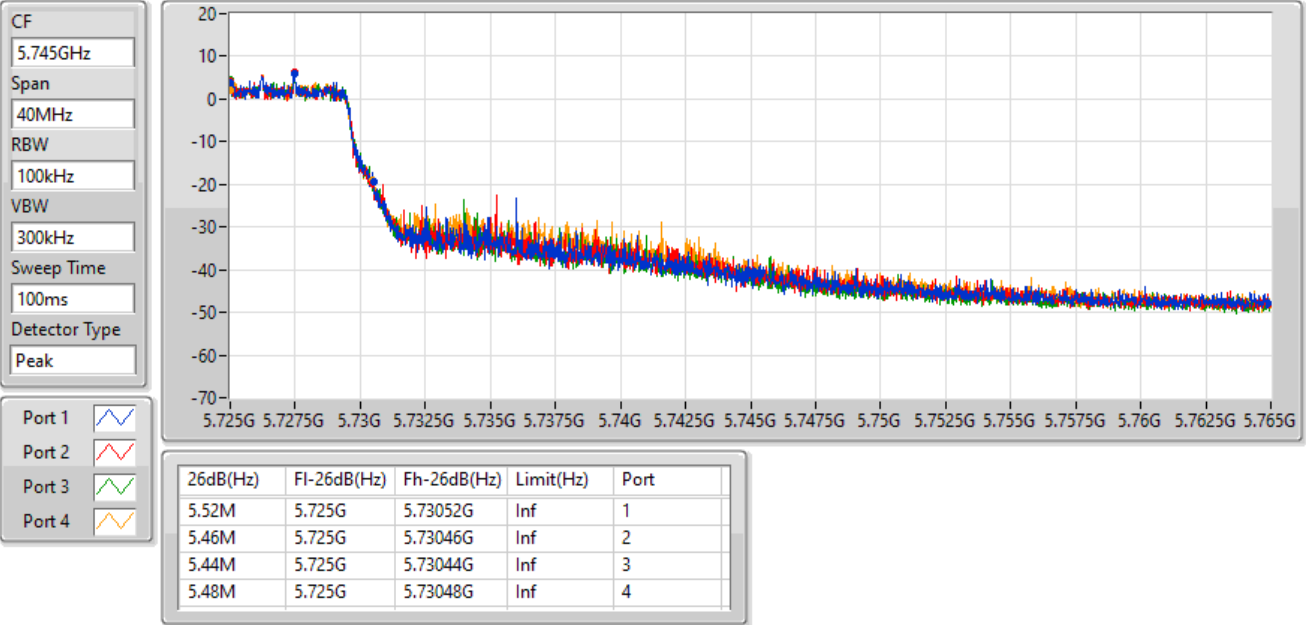 CF
5.745GHz
Span
40MHz
RBW
100kHz
VBW
300kHz
Sweep Time
100ms
Detector Type
Peak
Port 1
Port 2
Port 3
Port 4
20
10
0
-10
-20
-30
-40
-50
-60
-70
5.725G 5.7275G 5.73G 5.7325G 5.735G 5.7375G 5.74G 5.7425G 5.745G 5.7475G 5.75G 5.7525G 5.755G 5.7575G 5.76G 5.7625G 5.765G
26dB(Hz) Fl-26dB(Hz) Fh-26dB(Hz) Limit(Hz) Port
5.52M 5.725G 5.73052G Inf 1
5.46M 5.725G 5.73046G Inf 2
5.44M 5.725G 5.73044G Inf 3
5.48M 5.725G 5.73048G Inf 4